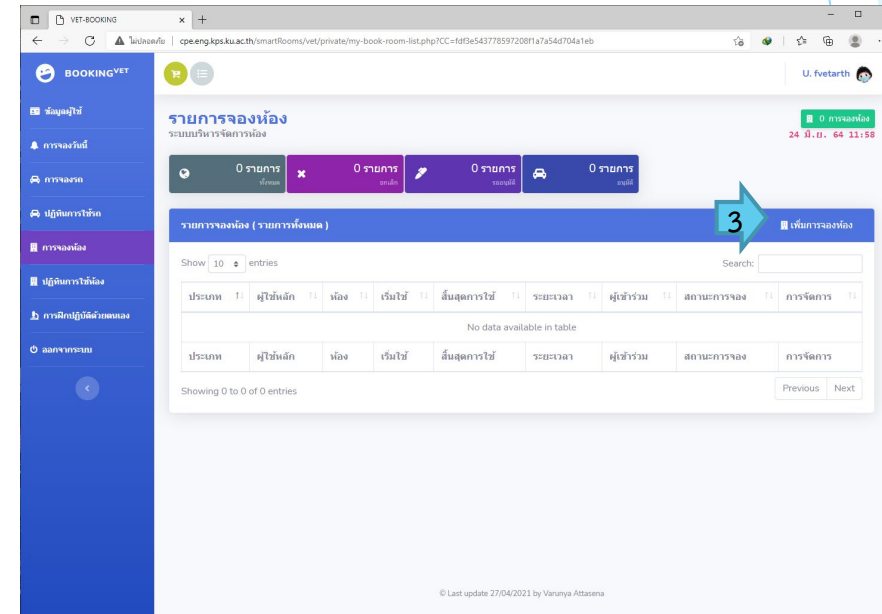 VET-BOOKING
ไม่ปลอดภัย | cpe.eng.kps.ku.ac.th/smartRooms/vet/private/my-book-room-list.php?CC=fdf3e543778597208f1a7a54d704a1eb
BOOKINGVET
U. fvetarth
ข้อมูลผู้ใช้
การจองวันนี้
การจองรถ
ปฏิทินการใช้รถ
การจองห้อง
ปฏิทินการใช้ห้อง
การฝึกปฏิบัติด้วยตนเอง
ออกจากระบบ
รายการจองห้อง
ระบบบริหารจัดการห้อง
0 การจองห้อง
24 มิ.ย. 64 11:58
0 รายการ
ทั้งหมด
0 รายการ
ยกเลิก
0 รายการ
รออนุมัติ
0 รายการ
อนุมัติ
รายการจองห้อง ( รายการทั้งหมด )
3
เพิ่มการจองห้อง
Show 10 entries
Search:
ประเภท ผู้ใช้หลัก ห้อง เริ่มใช้ สิ้นสุดการใช้ ระยะเวลา ผู้เข้าร่วม สถานะการจอง การจัดการ
No data available in table
ประเภท ผู้ใช้หลัก ห้อง เริ่มใช้ สิ้นสุดการใช้ ระยะเวลา ผู้เข้าร่วม สถานะการจอง การจัดการ
Showing 0 to 0 of 0 entries
Previous Next
© Last update 27/04/2021 by Varunya Attasena